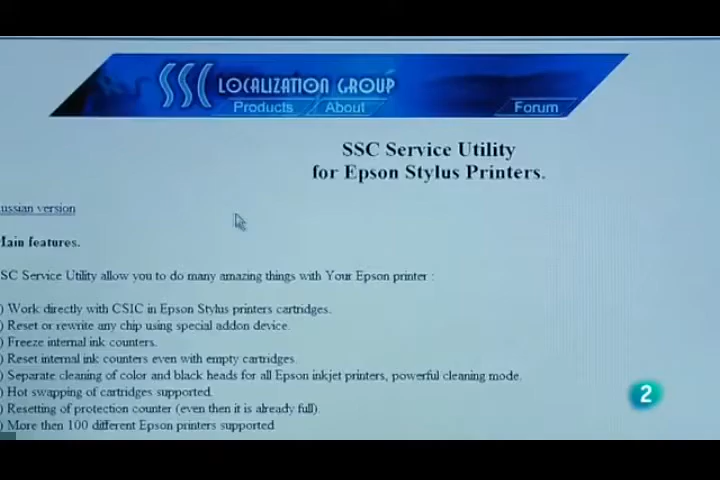 SSC LOCALIZATION GROUP
Products About Forum
SSC Service Utility
for Epson Stylus Printers.
ussian version
Main features.
SC Service Utility allow you to do many amazing things with Your Epson printer :
) Work directly with CSIC in Epson Stylus printers cartridges.
) Reset or rewrite any chip using special addon device.
) Freeze internal ink counters.
) Reset internal ink counters even with empty cartridges.
) Separate cleaning of color and black heads for all Epson inkjet printers, powerful cleaning mode.
) Hot swapping of cartridges supported.
) Resetting of protection counter (even then it is already full).
) More then 100 different Epson printers supported
2